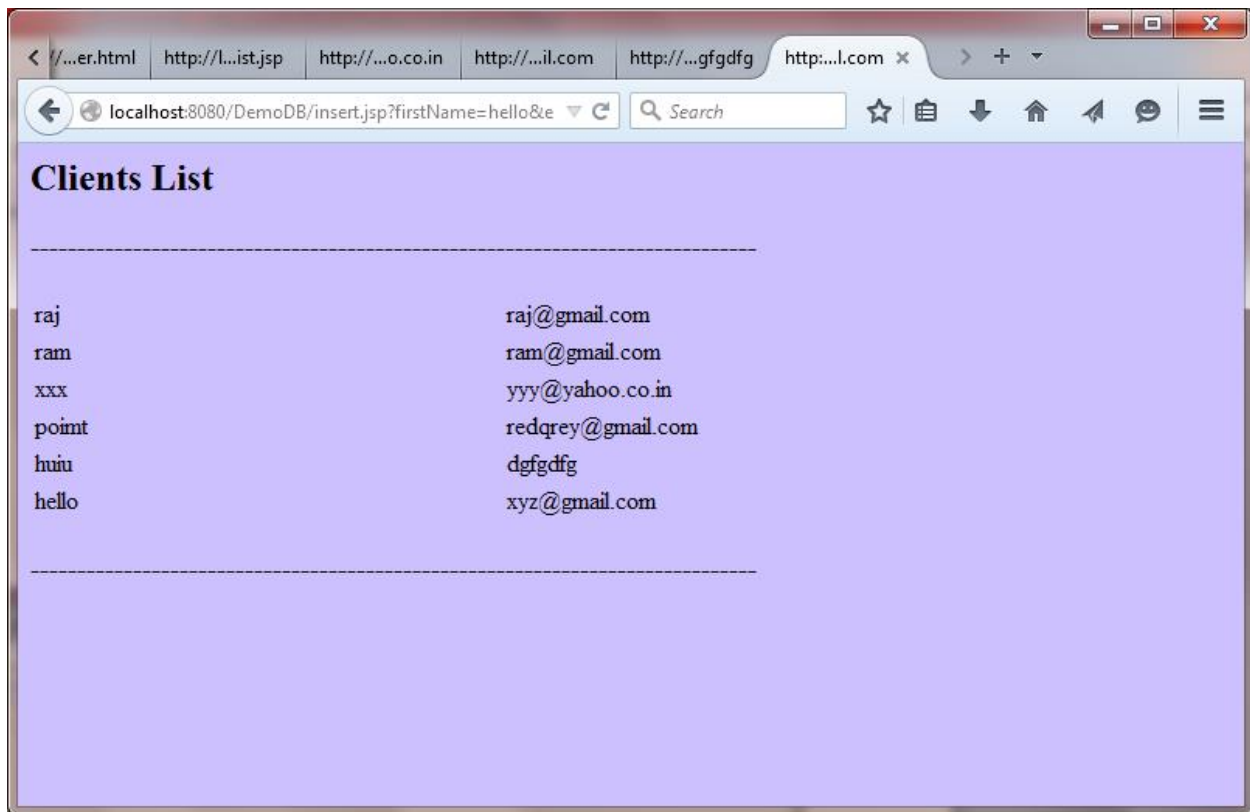 //...er.html http://l...ist.jsp http://...o.co.in http://...il.com http://...gfgdfg http:...l.com
localhost:8080/DemoDB/insert.jsp?firstName=hello&e Search
Clients List
raj raj@gmail.com
ram ram@gmail.com
xxx yyy@yahoo.co.in
poimt redqrey@gmail.com
huiu dgfgdfg
hello xyz@gmail.com